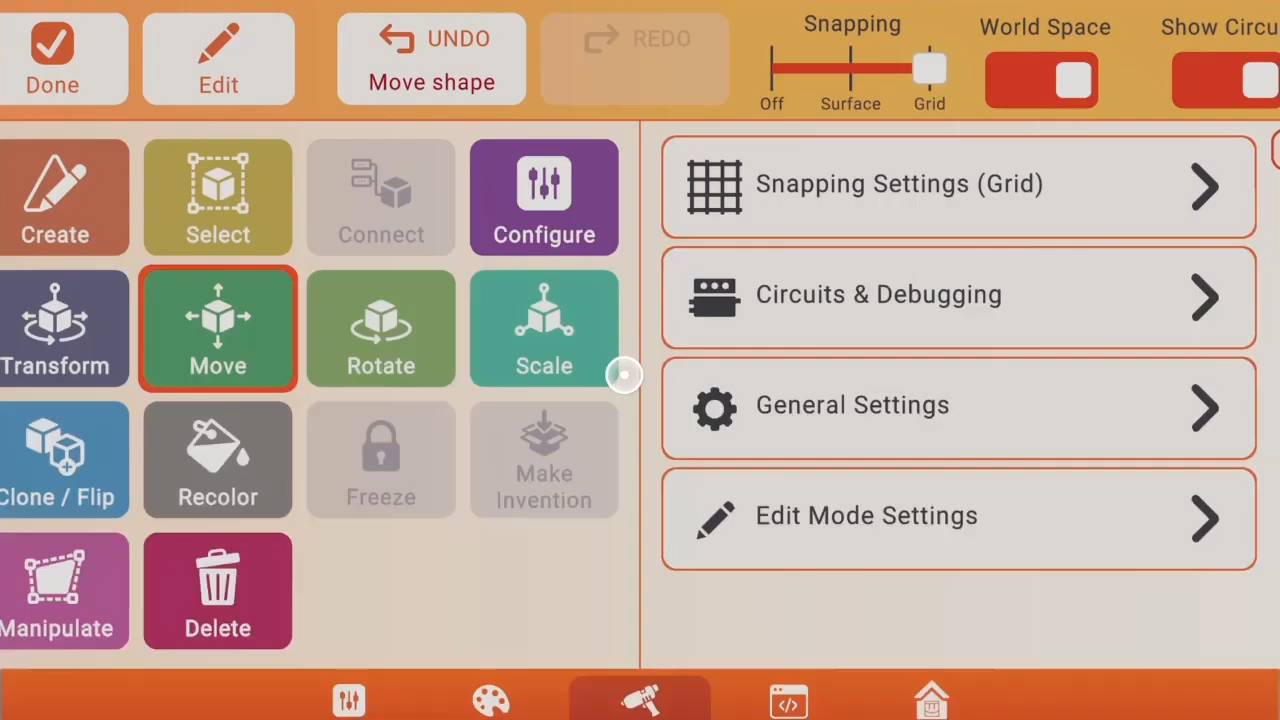 Done
Edit
UNDO
Move shape
REDO
Snapping
Off
Surface
Grid
World Space
Show Circu
Create
Select
Connect
Configure
Transform
Move
Rotate
Scale
Clone / Flip
Recolor
Freeze
Make
Invention
Manipulate
Delete
Snapping Settings (Grid)
Circuits & Debugging
General Settings
Edit Mode Settings